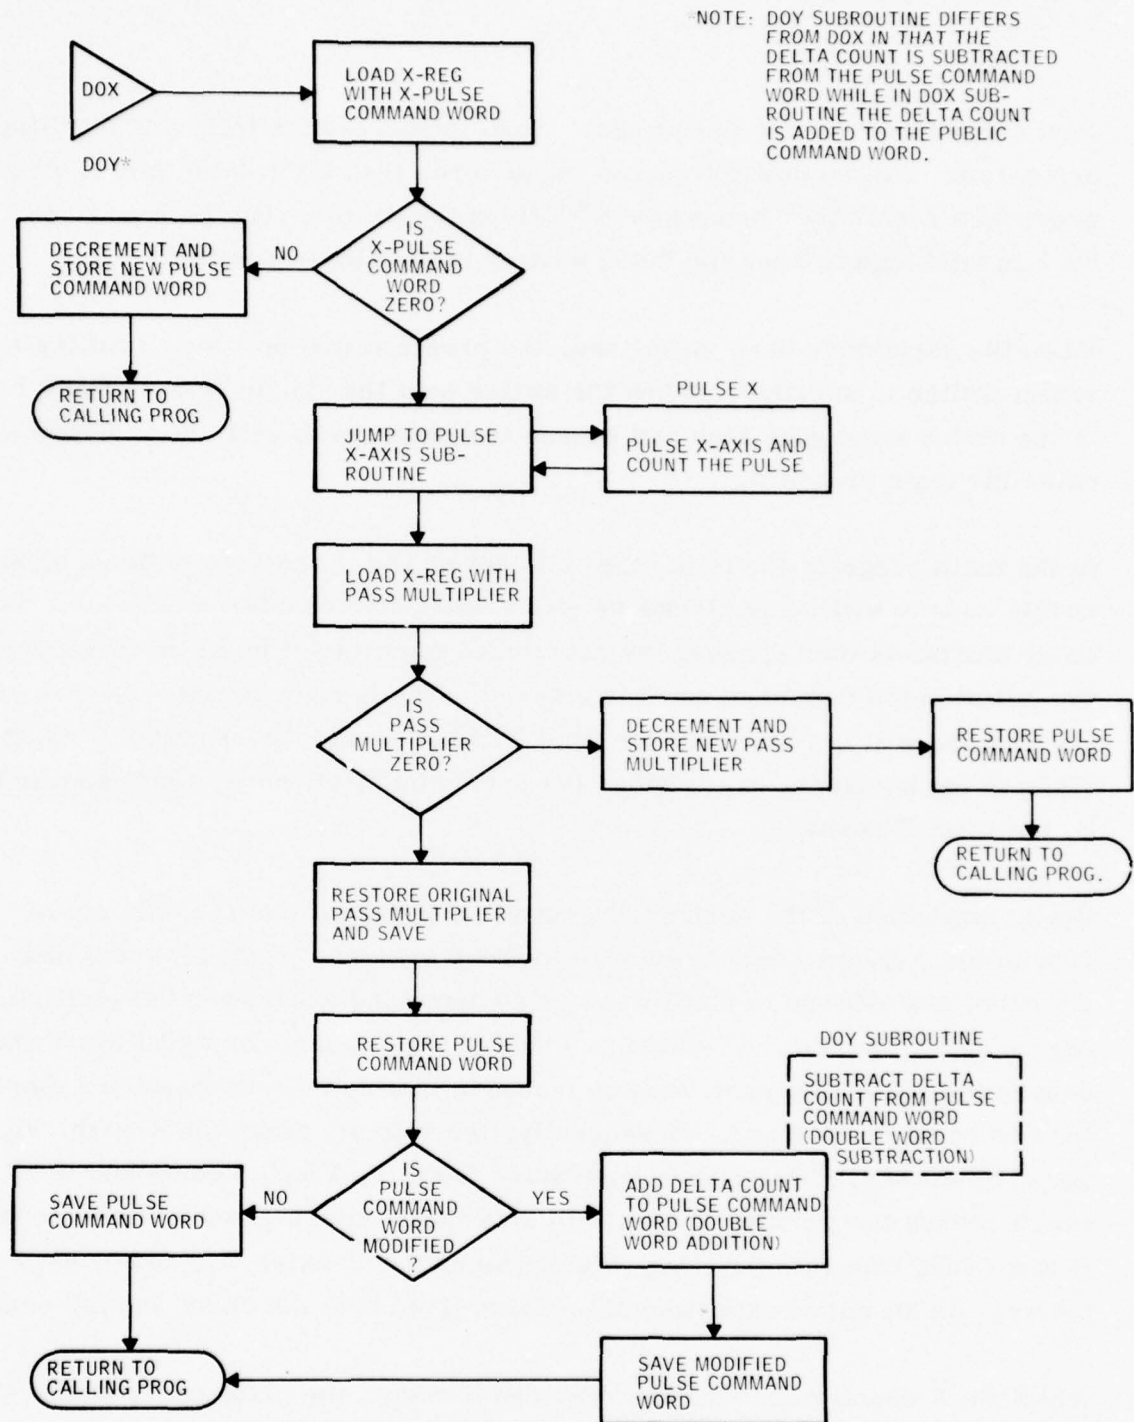 *NOTE: DOY SUBROUTINE DIFFERS
FROM DOX IN THAT THE
DELTA COUNT IS SUBTRACTED
FROM THE PULSE COMMAND
WORD WHILE IN DOX SUB-
ROUTINE THE DELTA COUNT
IS ADDED TO THE PUBLIC
COMMAND WORD.
DOX
DOY*
LOAD X-REG
WITH X-PULSE
COMMAND WORD
IS
X-PULSE
COMMAND
WORD
ZERO?
NO
DECREMENT AND
STORE NEW PULSE
COMMAND WORD
RETURN TO
CALLING PROG
JUMP TO PULSE
X-AXIS SUB-
ROUTINE
PULSE X
PULSE X-AXIS AND
COUNT THE PULSE
LOAD X-REG WITH
PASS MULTIPLIER
IS
PASS
MULTIPLIER
ZERO?
DECREMENT AND
STORE NEW PASS
MULTIPLIER
RESTORE PULSE
COMMAND WORD
RETURN TO
CALLING PROG.
RESTORE ORIGINAL
PASS MULTIPLIER
AND SAVE
RESTORE PULSE
COMMAND WORD
DOY SUBROUTINE
SUBTRACT DELTA
COUNT FROM PULSE
COMMAND WORD
(DOUBLE WORD
SUBTRACTION)
IS
PULSE
COMMAND
WORD
MODIFIED
?
NO
YES
SAVE PULSE
COMMAND WORD
ADD DELTA COUNT
TO PULSE COMMAND
WORD (DOUBLE
WORD ADDITION)
RETURN TO
CALLING PROG
SAVE MODIFIED
PULSE COMMAND
WORD